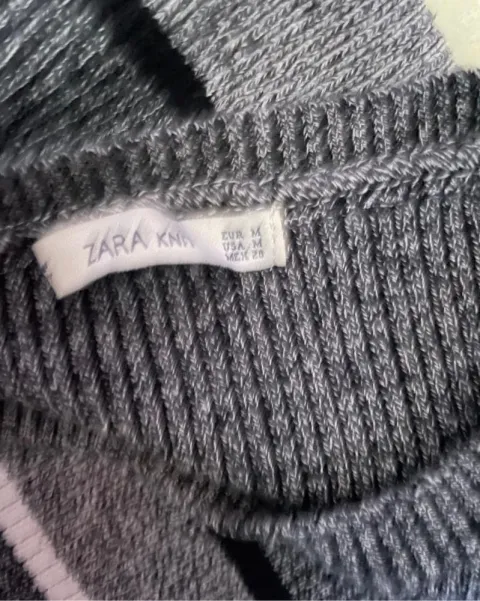 ZARA KNIT
EUR M
USA M
MEX 28